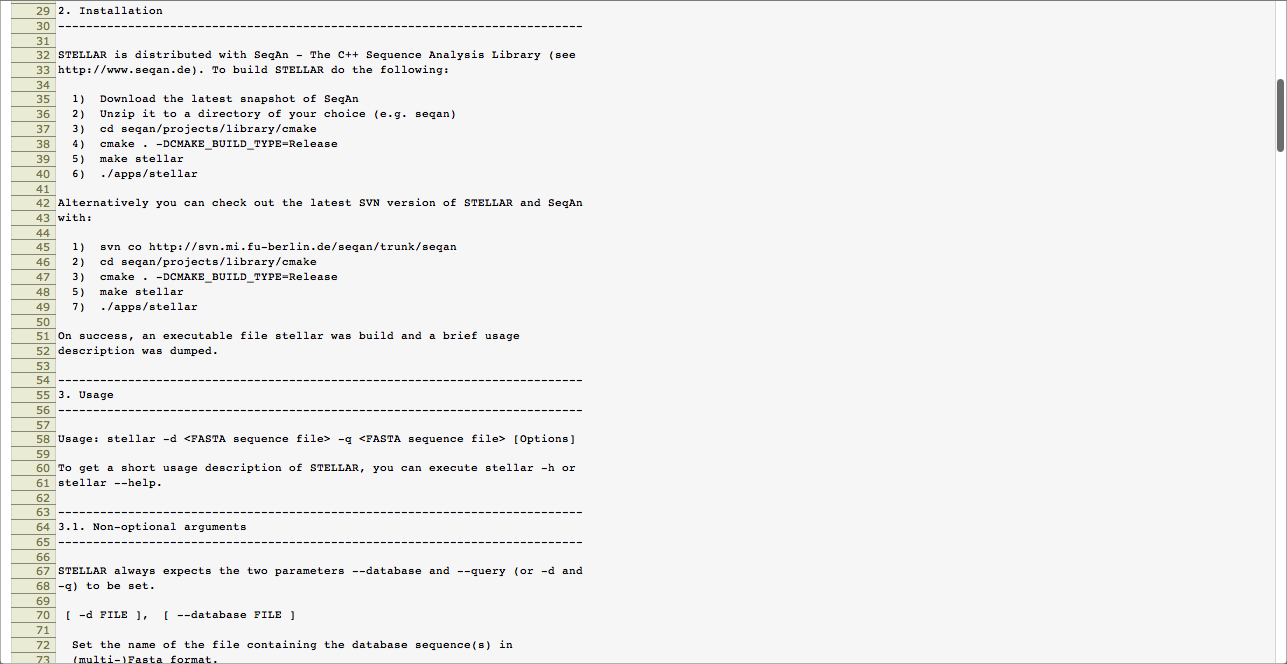 29 2. Installation
30 ---------------------------------------------------------------------------
31
32 STELLAR is distributed with SeqAn - The C++ Sequence Analysis Library (see
33 http://www.seqan.de). To build STELLAR do the following:
34
35   1)  Download the latest snapshot of SeqAn
36   2)  Unzip it to a directory of your choice (e.g. seqan)
37   3)  cd seqan/projects/library/cmake
38   4)  cmake . -DCMAKE_BUILD_TYPE=Release
39   5)  make stellar
40   6)  ./apps/stellar
41
42 Alternatively you can check out the latest SVN version of STELLAR and SeqAn
43 with:
44
45   1)  svn co http://svn.mi.fu-berlin.de/seqan/trunk/seqan
46   2)  cd seqan/projects/library/cmake
47   3)  cmake . -DCMAKE_BUILD_TYPE=Release
48   5)  make stellar
49   7)  ./apps/stellar
50
51 On success, an executable file stellar was build and a brief usage
52 description was dumped.
53
54 ---------------------------------------------------------------------------
55 3. Usage
56 ---------------------------------------------------------------------------
57
58 Usage: stellar -d <FASTA sequence file> -q <FASTA sequence file> [Options]
59
60 To get a short usage description of STELLAR, you can execute stellar -h or
61 stellar --help.
62
63 ---------------------------------------------------------------------------
64 3.1. Non-optional arguments
65 ---------------------------------------------------------------------------
66
67 STELLAR always expects the two parameters --database and --query (or -d and
68 -q) to be set.
69
70  [ -d FILE ],  [ --database FILE ]
71
72   Set the name of the file containing the database sequence(s) in
73   (multi-)Fasta format.